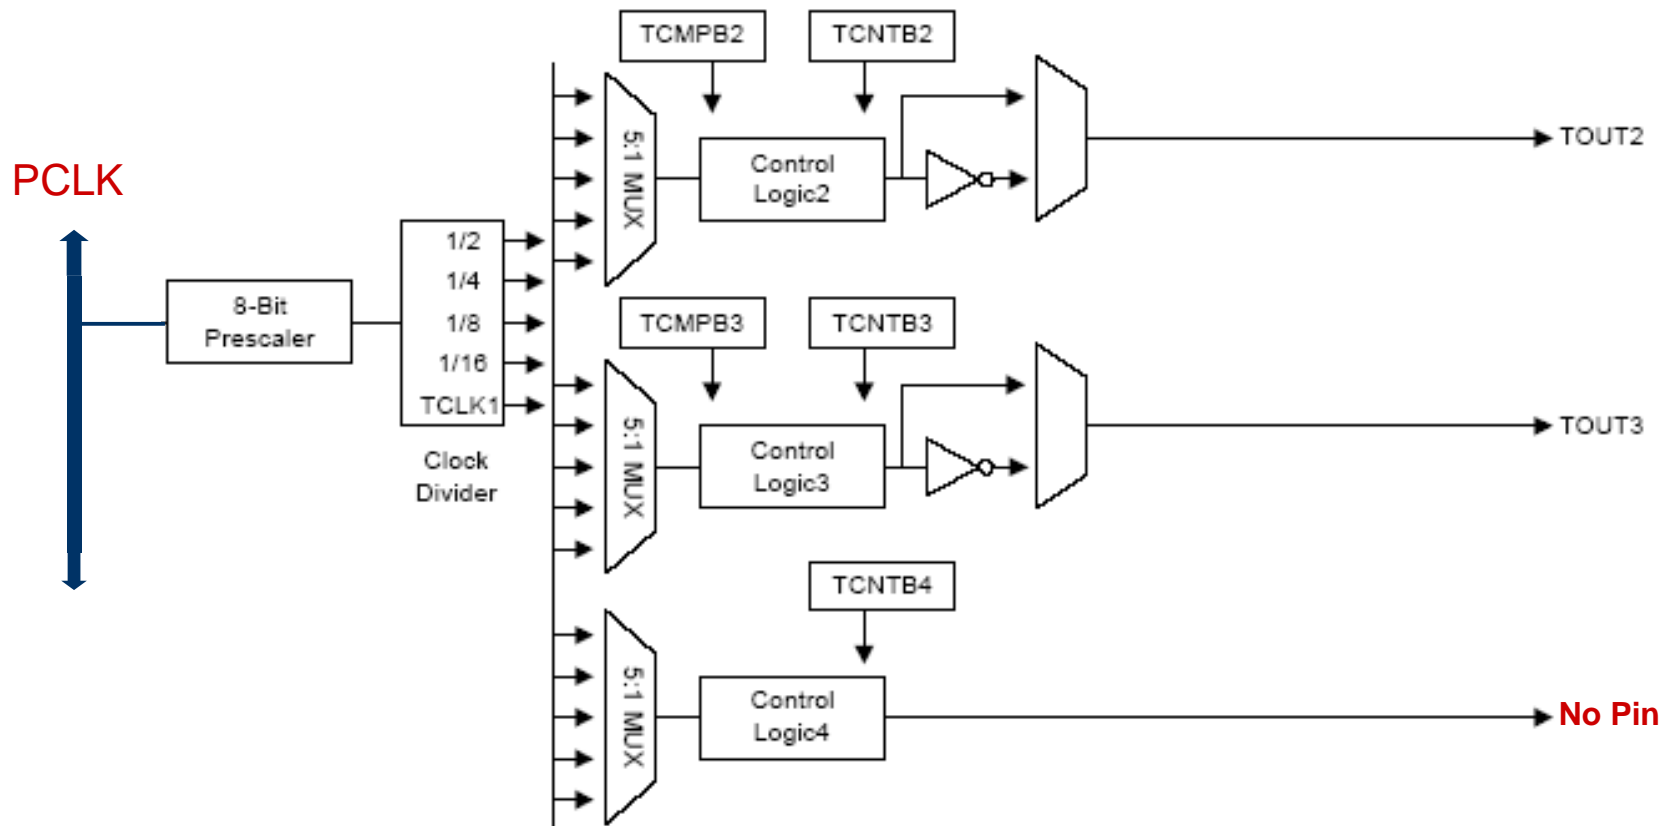 TCMPB2
TCNTB2
5:1 MUX
Control
Logic2
TOUT2
PCLK
8-Bit
Prescaler
1/2
1/4
1/8
1/16
TCLK1
Clock
Divider
TCMPB3
TCNTB3
5:1 MUX
Control
Logic3
TOUT3
TCNTB4
5:1 MUX
Control
Logic4
No Pin